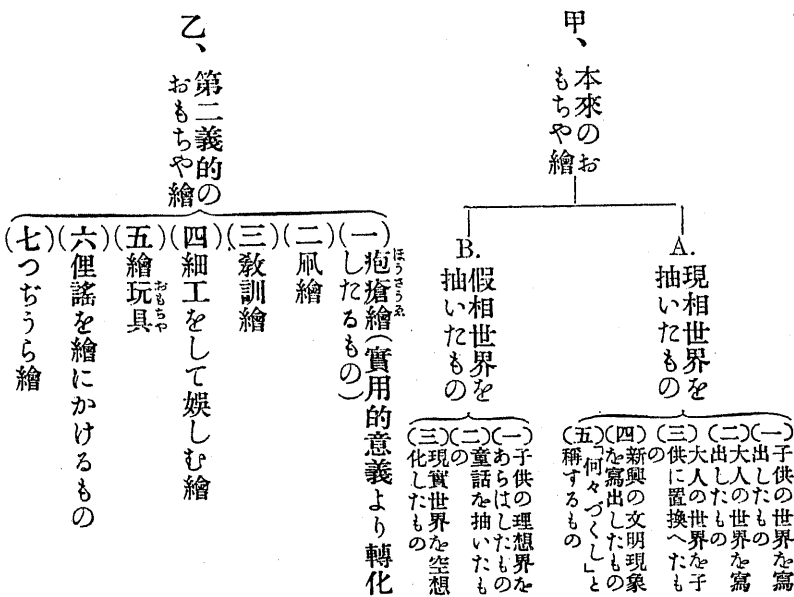 甲、本來のお
もちや繪
A.
現相世界を
抽いたもの
(一)子供の世界を寫
出したもの
(二)大人の世界を寫
出したもの
(三)大人の世界を子
供に置換へたも
の
(四)新興の文明現象
を寫出したもの
(五)「何々づくし」と
稱するもの
B.
假相世界を
抽いたもの
(一)子供の理想界を
あらはしたもの
(二)童話を抽いたも
の
(三)現實世界を空想
化したもの
乙、第二義的の
おもちや繪
(一)疱瘡繪(實用的意義より轉化
ほうさうゑ
したるもの)
(二)凧繪
(三)敎訓繪
(四)細工をして娛しむ繪
(五)繪玩具
おもちや
(六)俚謠を繪にかけるもの
(七)つぢうら繪